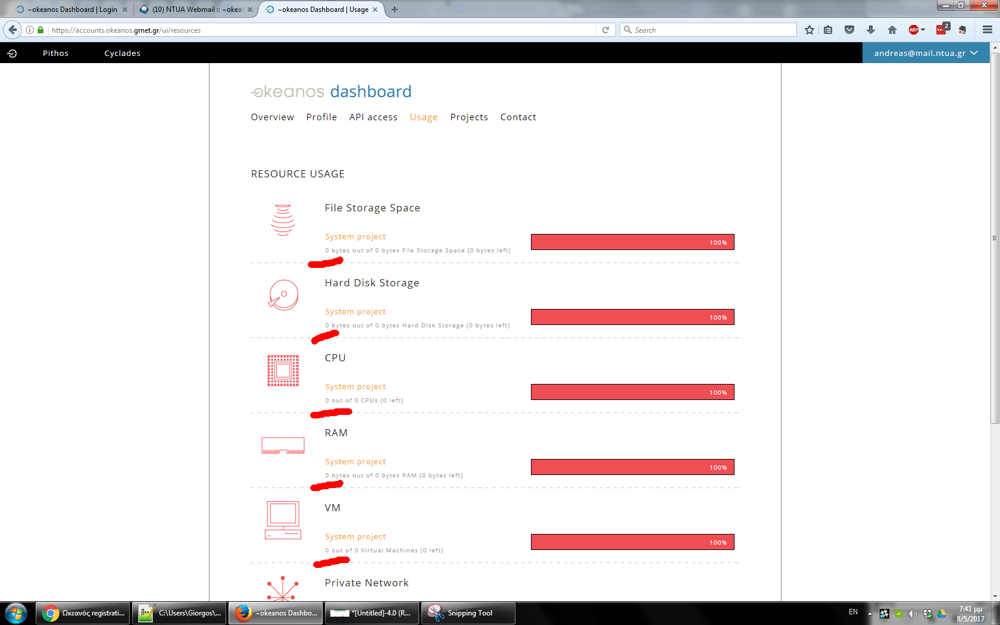 ~okeanos Dashboard | Login
(10) NTUA Webmail :: ~okea
~okeanos Dashboard | Usage
https://accounts.okeanos.grnet.gr/ui/resources
Search
ABP
2
Pithos
Cyclades
andreas@mail.ntua.gr
okeanos dashboard
Overview
Profile
API access
Usage
Projects
Contact
RESOURCE USAGE
File Storage Space
System project
0 bytes out of 0 bytes File Storage Space (0 bytes left)
100%
Hard Disk Storage
System project
0 bytes out of 0 bytes Hard Disk Storage (0 bytes left)
100%
CPU
System project
0 out of 0 CPUs (0 left)
100%
RAM
System project
0 bytes out of 0 bytes RAM (0 bytes left)
100%
VM
System project
0 out of 0 Virtual Machines (0 left)
100%
Private Network
Ωκεανός registrati...
C:\Users\Giorgos\...
~okeanos Dashbo...
*[Untitled]-4.0 (R...
Snipping Tool
EN
7:41 μμ
8/5/2017